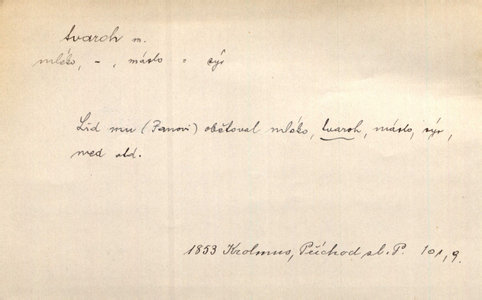 tvaroh m.
mléko, - , máslo a sýr
Lid mu (Panovi) obětoval mléko, tvaroh, máslo, sýr,
med atd.
1853 Krolmus, Příchod sl. P. 101, 9.